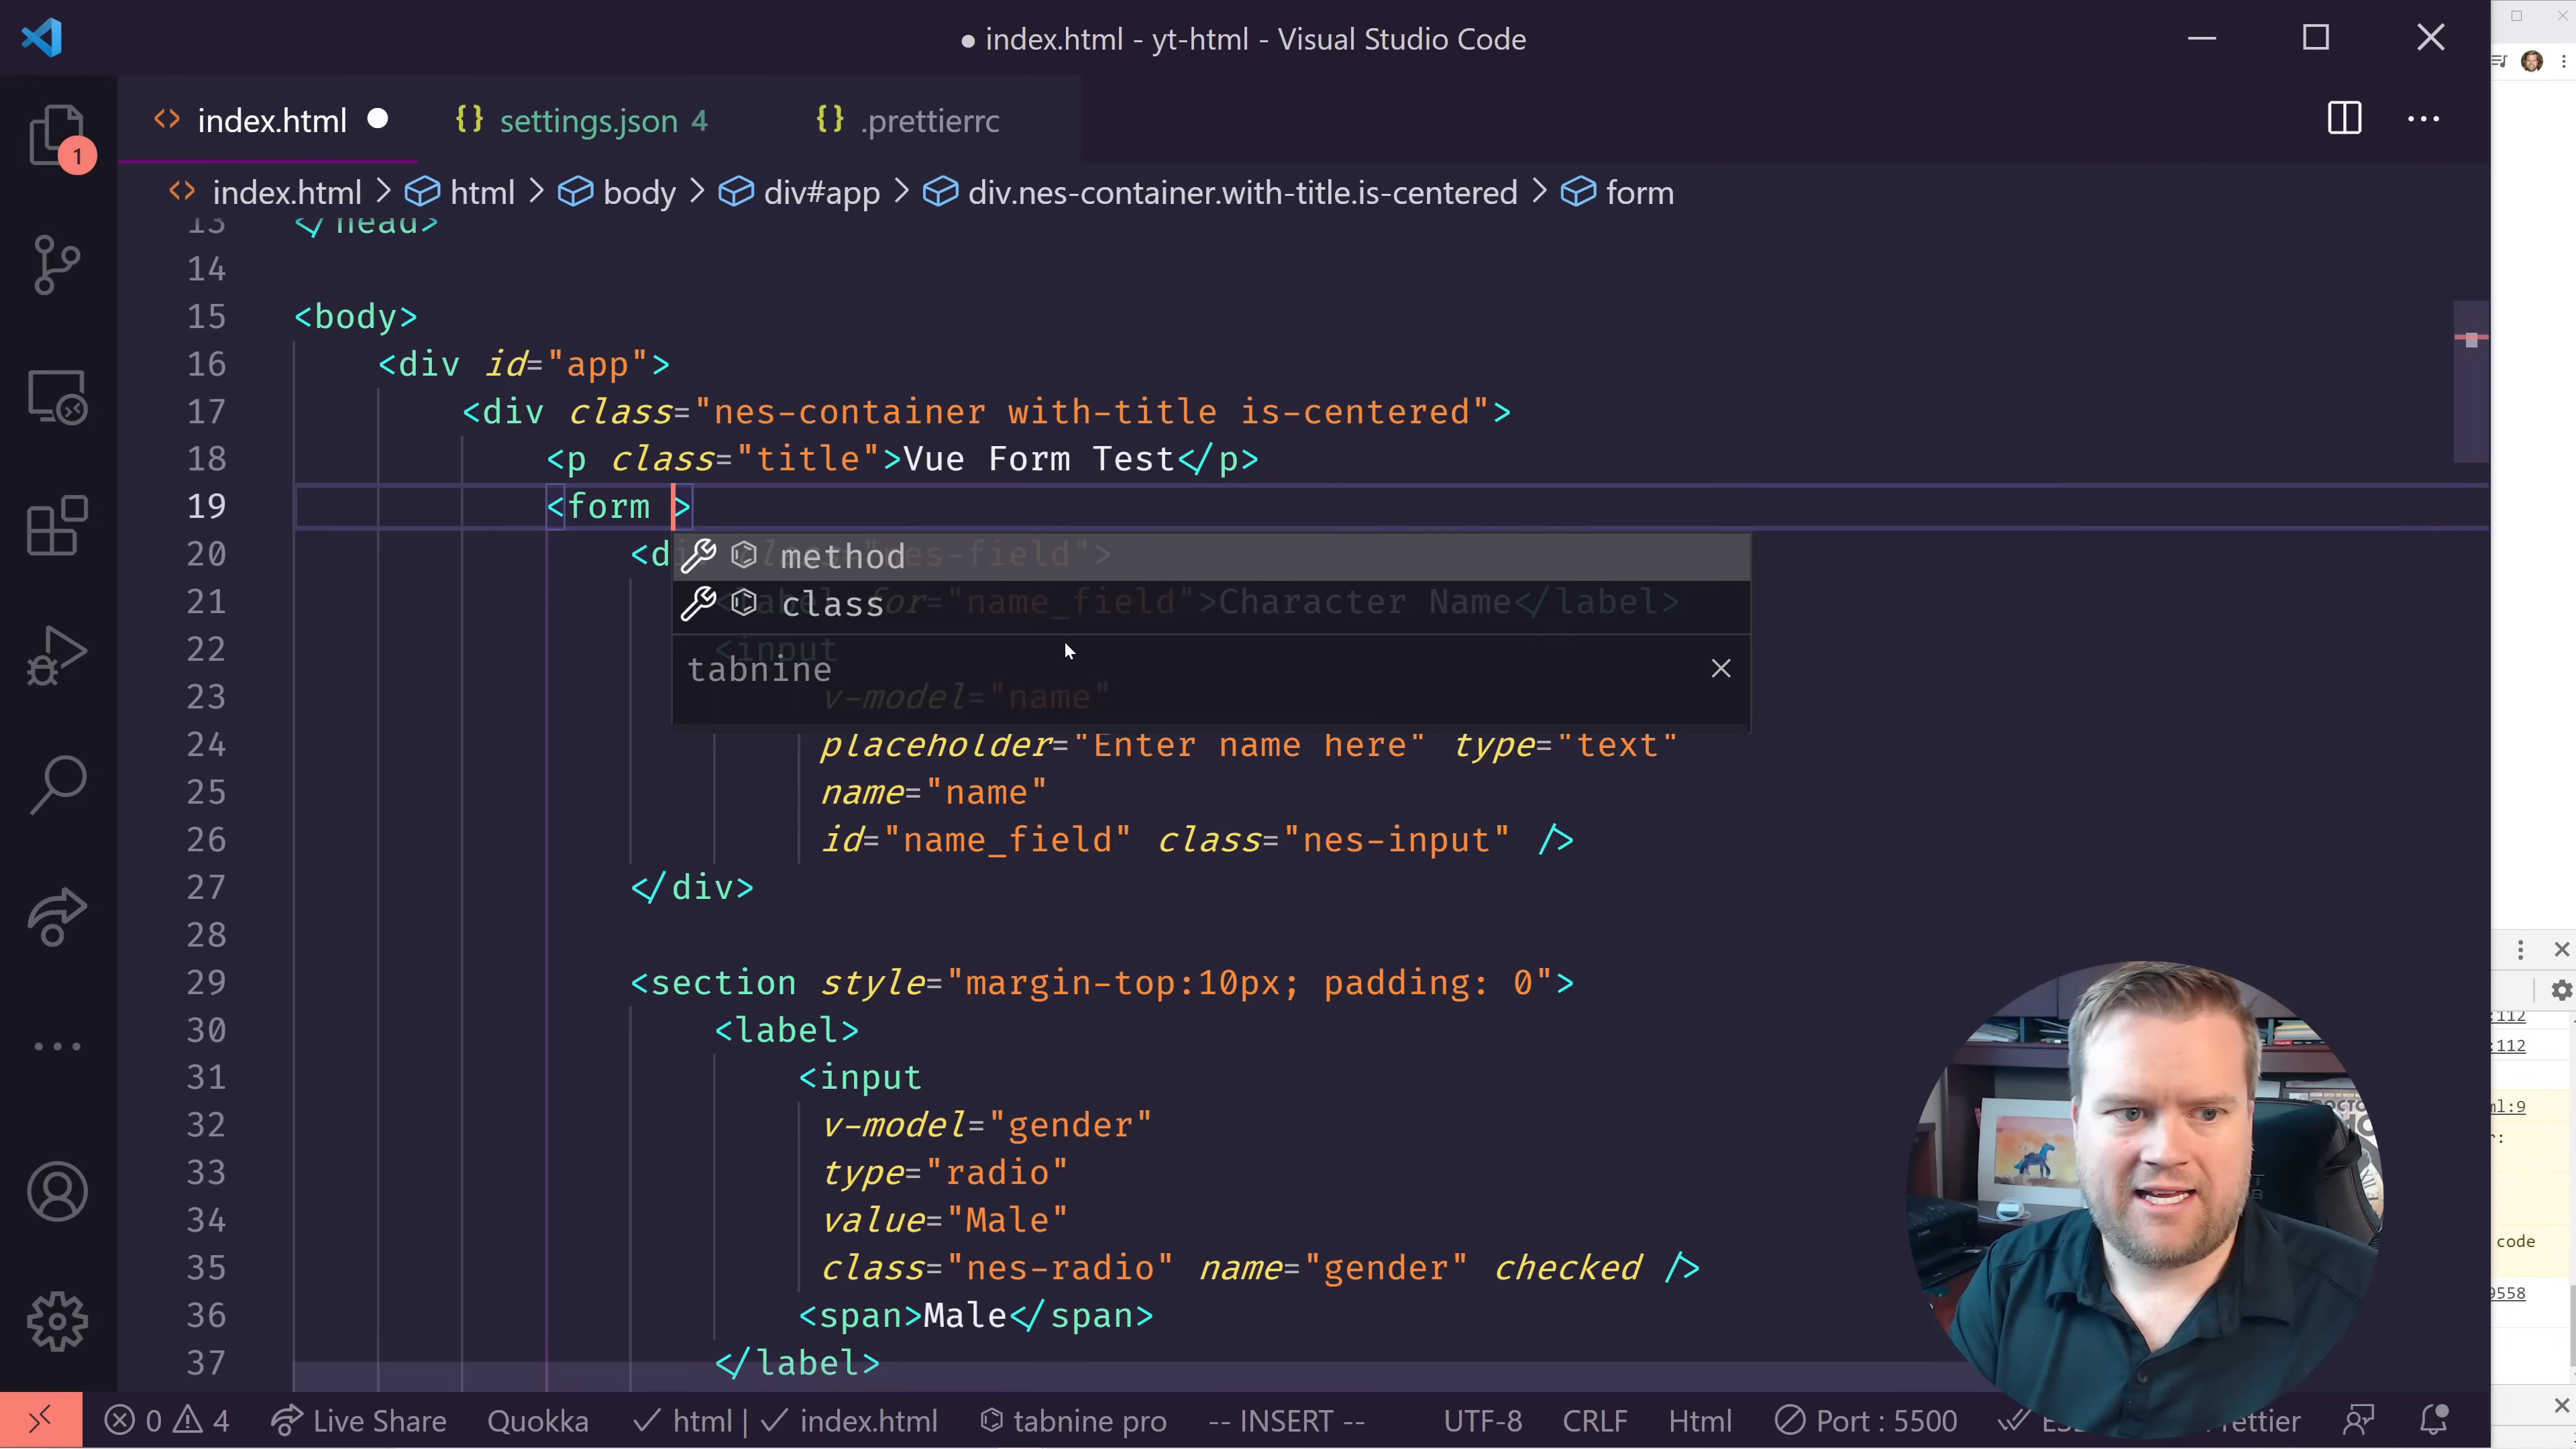 ● index.html - yt-html - Visual Studio Code
index.html ● {} settings.json 4 {} .prettierrc
1
index.html > html > body > div#app > div.nes-container.with-title.is-centered > form
13 </head>
14
15 <body>
16 <div id="app">
17 <div class="nes-container with-title is-centered">
18 <p class="title">Vue Form Test</p>
19 <form >
20 <div class="nes-field">
method
21 <label for="name_field">Character Name</label>
class
22 <input
tabnine
23 v-model="name"
24 placeholder="Enter name here" type="text"
25 name="name"
26 id="name_field" class="nes-input" />
27 </div>
28
29 <section style="margin-top:10px; padding: 0">
30 <label>
31 <input
32 v-model="gender"
33 type="radio"
34 value="Male"
35 class="nes-radio" name="gender" checked />
36 <span>Male</span>
37 </label>
:112
:112
ml:9
r:
code
9558
DOCTO
0 4 Live Share Quokka html | index.html tabnine pro -- INSERT -- UTF-8 CRLF Html Port : 5500